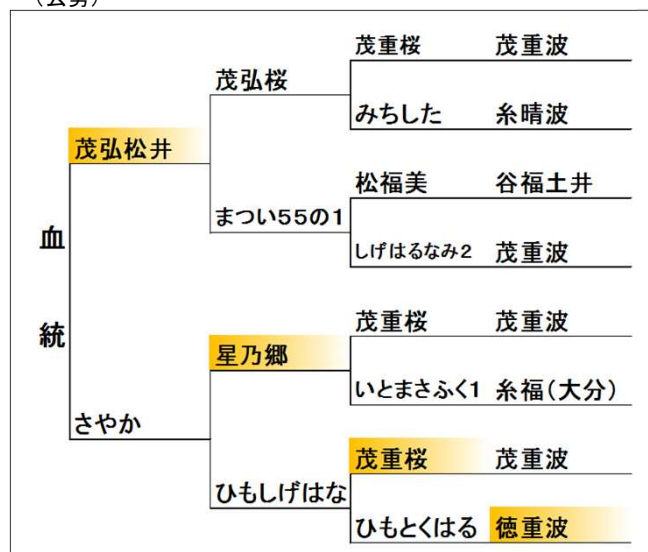 茂重桜 茂重波
茂弘桜
みちした 糸晴波
茂弘松井
松福美 谷福土井
まつい55の1
しげはるなみ2 茂重波
血
統
茂重桜 茂重波
星乃郷
いとまさふく1 糸福(大分)
さやか
茂重桜 茂重波
ひもしげはな
ひもとくはる 徳重波